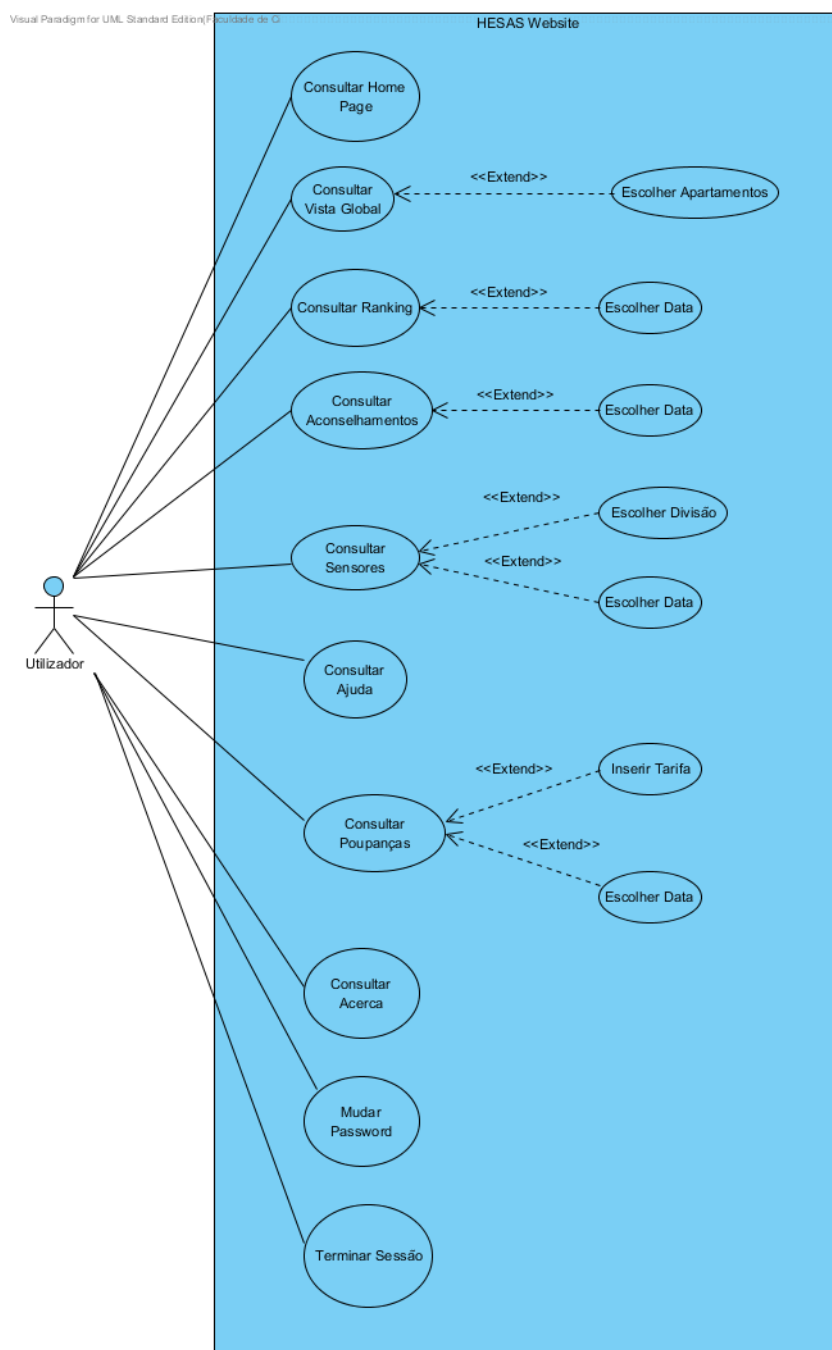 Visual Paradigm for UML Standard Edition(Faculdade de Ci
HESAS Website
Consultar Home
Page
Consultar
Vista Global
<<Extend>>
Escolher Apartamentos
Consultar Ranking
<<Extend>>
Escolher Data
Consultar
Aconselhamentos
<<Extend>>
Escolher Data
Consultar
Sensores
<<Extend>>
Escolher Divisão
<<Extend>>
Escolher Data
Utilizador
Consultar
Ajuda
Consultar
Poupanças
<<Extend>>
Inserir Tarifa
<<Extend>>
Escolher Data
Consultar
Acerca
Mudar
Password
Terminar Sessão